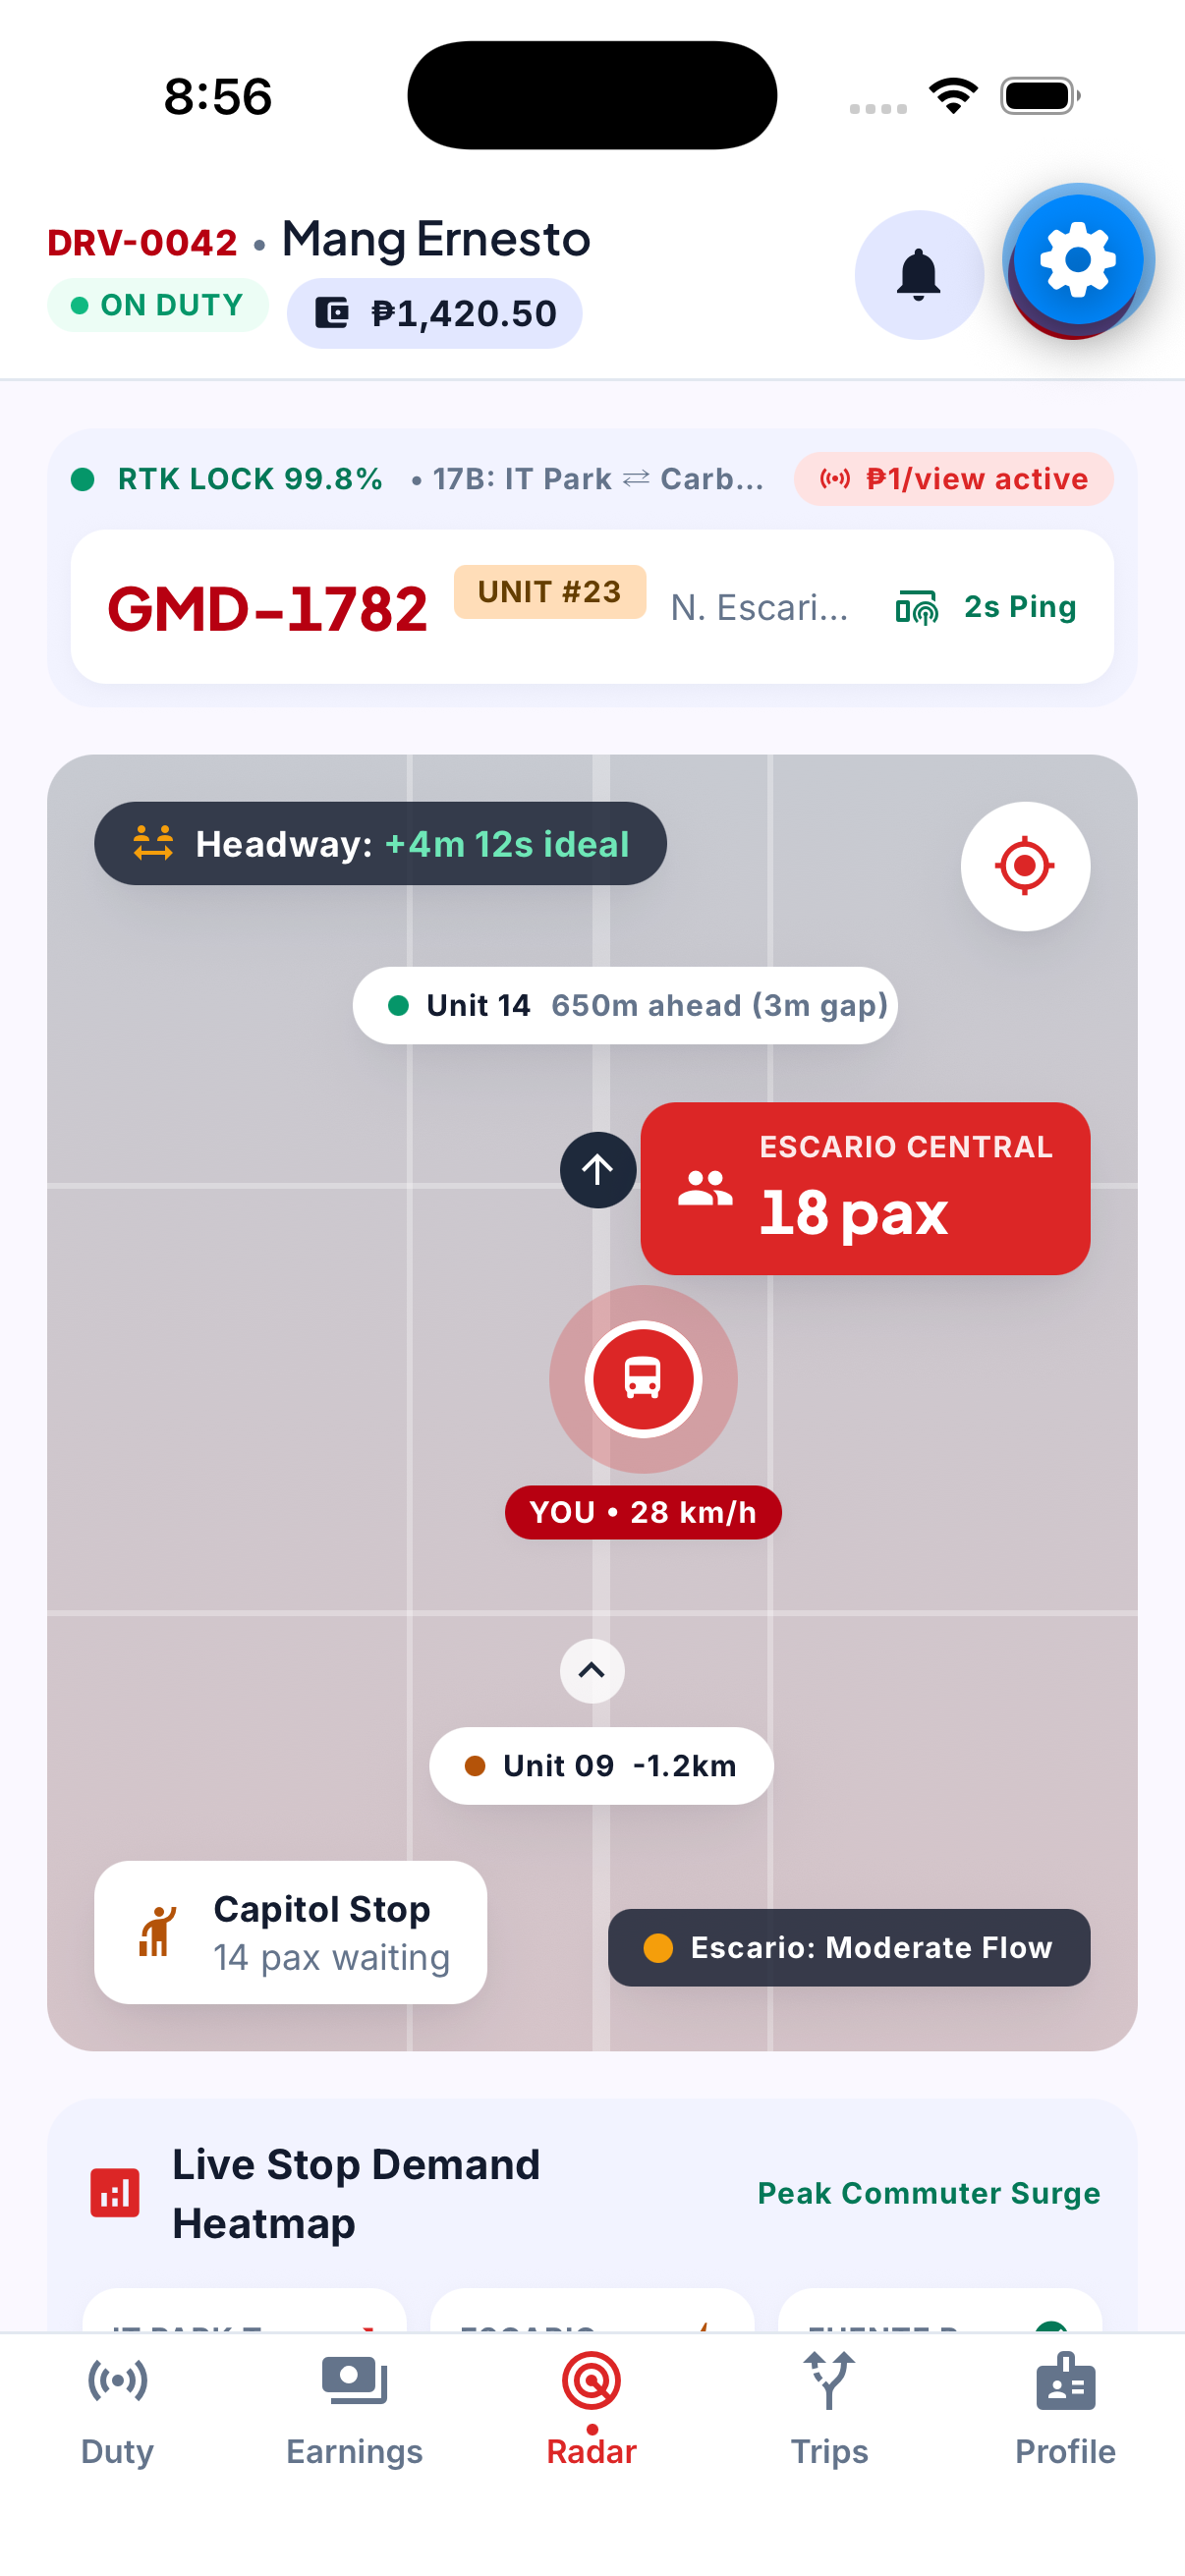 8:56
DRV-0042 • Mang Ernesto
ON DUTY
₱1,420.50
RTK LOCK 99.8% • 17B: IT Park ⇄ Carb...
₱1/view active
GMD-1782
UNIT #23
N. Escari...
2s Ping
Headway: +4m 12s ideal
Unit 14 650m ahead (3m gap)
ESCARIO CENTRAL
18 pax
YOU • 28 km/h
Unit 09 -1.2km
Capitol Stop
14 pax waiting
Escario: Moderate Flow
Live Stop Demand
Heatmap
Peak Commuter Surge
Duty
Earnings
Radar
Trips
Profile